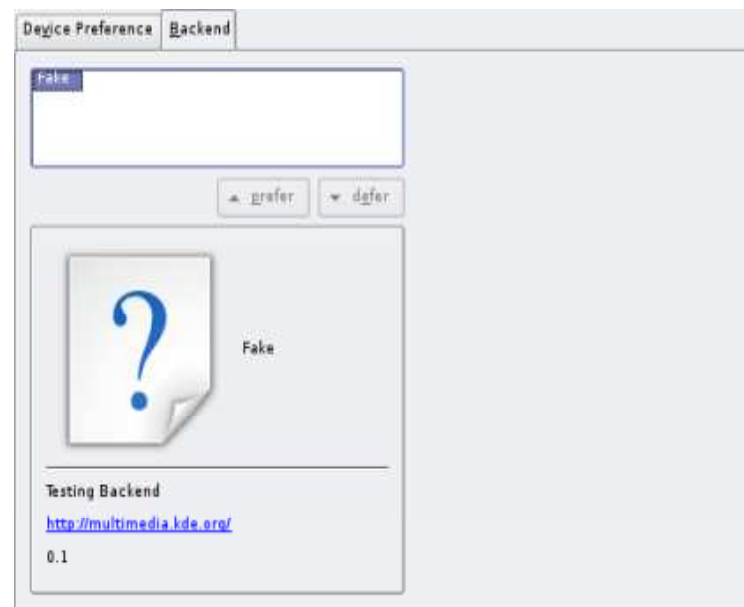 Device Preference Backend
Fake
prefer defer
Fake
Testing Backend
http://multimedia.kde.org/
0.1